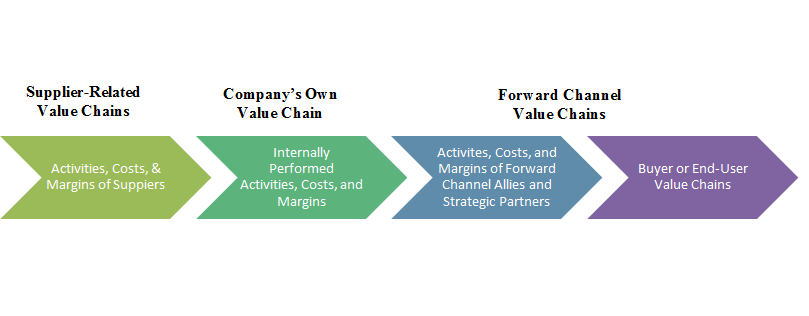 Supplier-Related
Value Chains
Company's Own
Value Chain
Forward Channel
Value Chains
Activities, Costs, &
Margins of Suppiers
Internally
Performed
Activities, Costs, and
Margins
Activites, Costs, and
Margins of Forward
Channel Allies and
Strategic Partners
Buyer or End-User
Value Chains